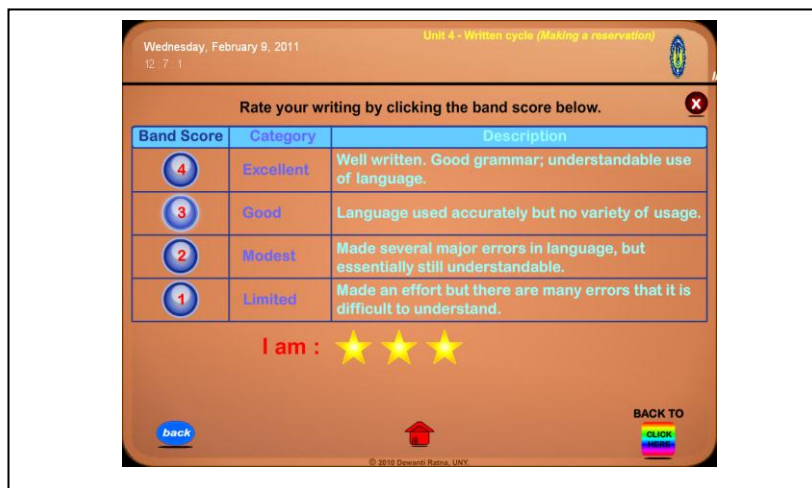 Unit 4 - Written cycle (Making a reservation)
Wednesday, February 9, 2011
12 : 7 : 1
Rate your writing by clicking the band score below.
X
Band Score Category Description
4 Excellent Well written. Good grammar; understandable use
of language.
3 Good Language used accurately but no variety of usage.
2 Modest Made several major errors in language, but
essentially still understandable.
1 Limited Made an effort but there are many errors that it is
difficult to understand.
I am :
BACK TO
back
CLICK
HERE
© 2010 Dewanti Ratna, UNY.